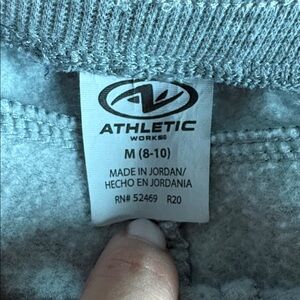 ATHLETIC
WORKS®
M (8-10)
MADE IN JORDAN/
HECHO EN JORDANIA
RN# 52469 R20